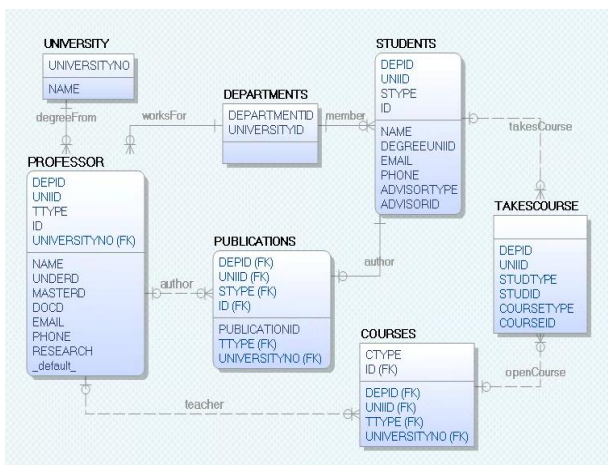 UNIVERSITY
UNIVERSITYNO
NAME
degreeFrom
worksFor
DEPARTMENTS
DEPARTMENTID
UNIVERSITYID
member
STUDENTS
DEPID
UNIID
STYPE
ID
NAME
DEGREEUNIID
EMAIL
PHONE
ADVISORTYPE
ADVISORID
takesCourse
PROFESSOR
DEPID
UNIID
TTYPE
ID
UNIVERSITYNO (FK)
NAME
UNDERD
MASTERD
DOCD
EMAIL
PHONE
RESEARCH
_default_
author
PUBLICATIONS
DEPID (FK)
UNIID (FK)
STYPE (FK)
ID (FK)
PUBLICATIONID
TTYPE (FK)
UNIVERSITYNO (FK)
author
TAKESCOURSE
DEPID
UNIID
STUDTYPE
STUDID
COURSETYPE
COURSEID
COURSES
CTYPE
ID (FK)
DEPID (FK)
UNIID (FK)
TTYPE (FK)
UNIVERSITYNO (FK)
openCourse
teacher